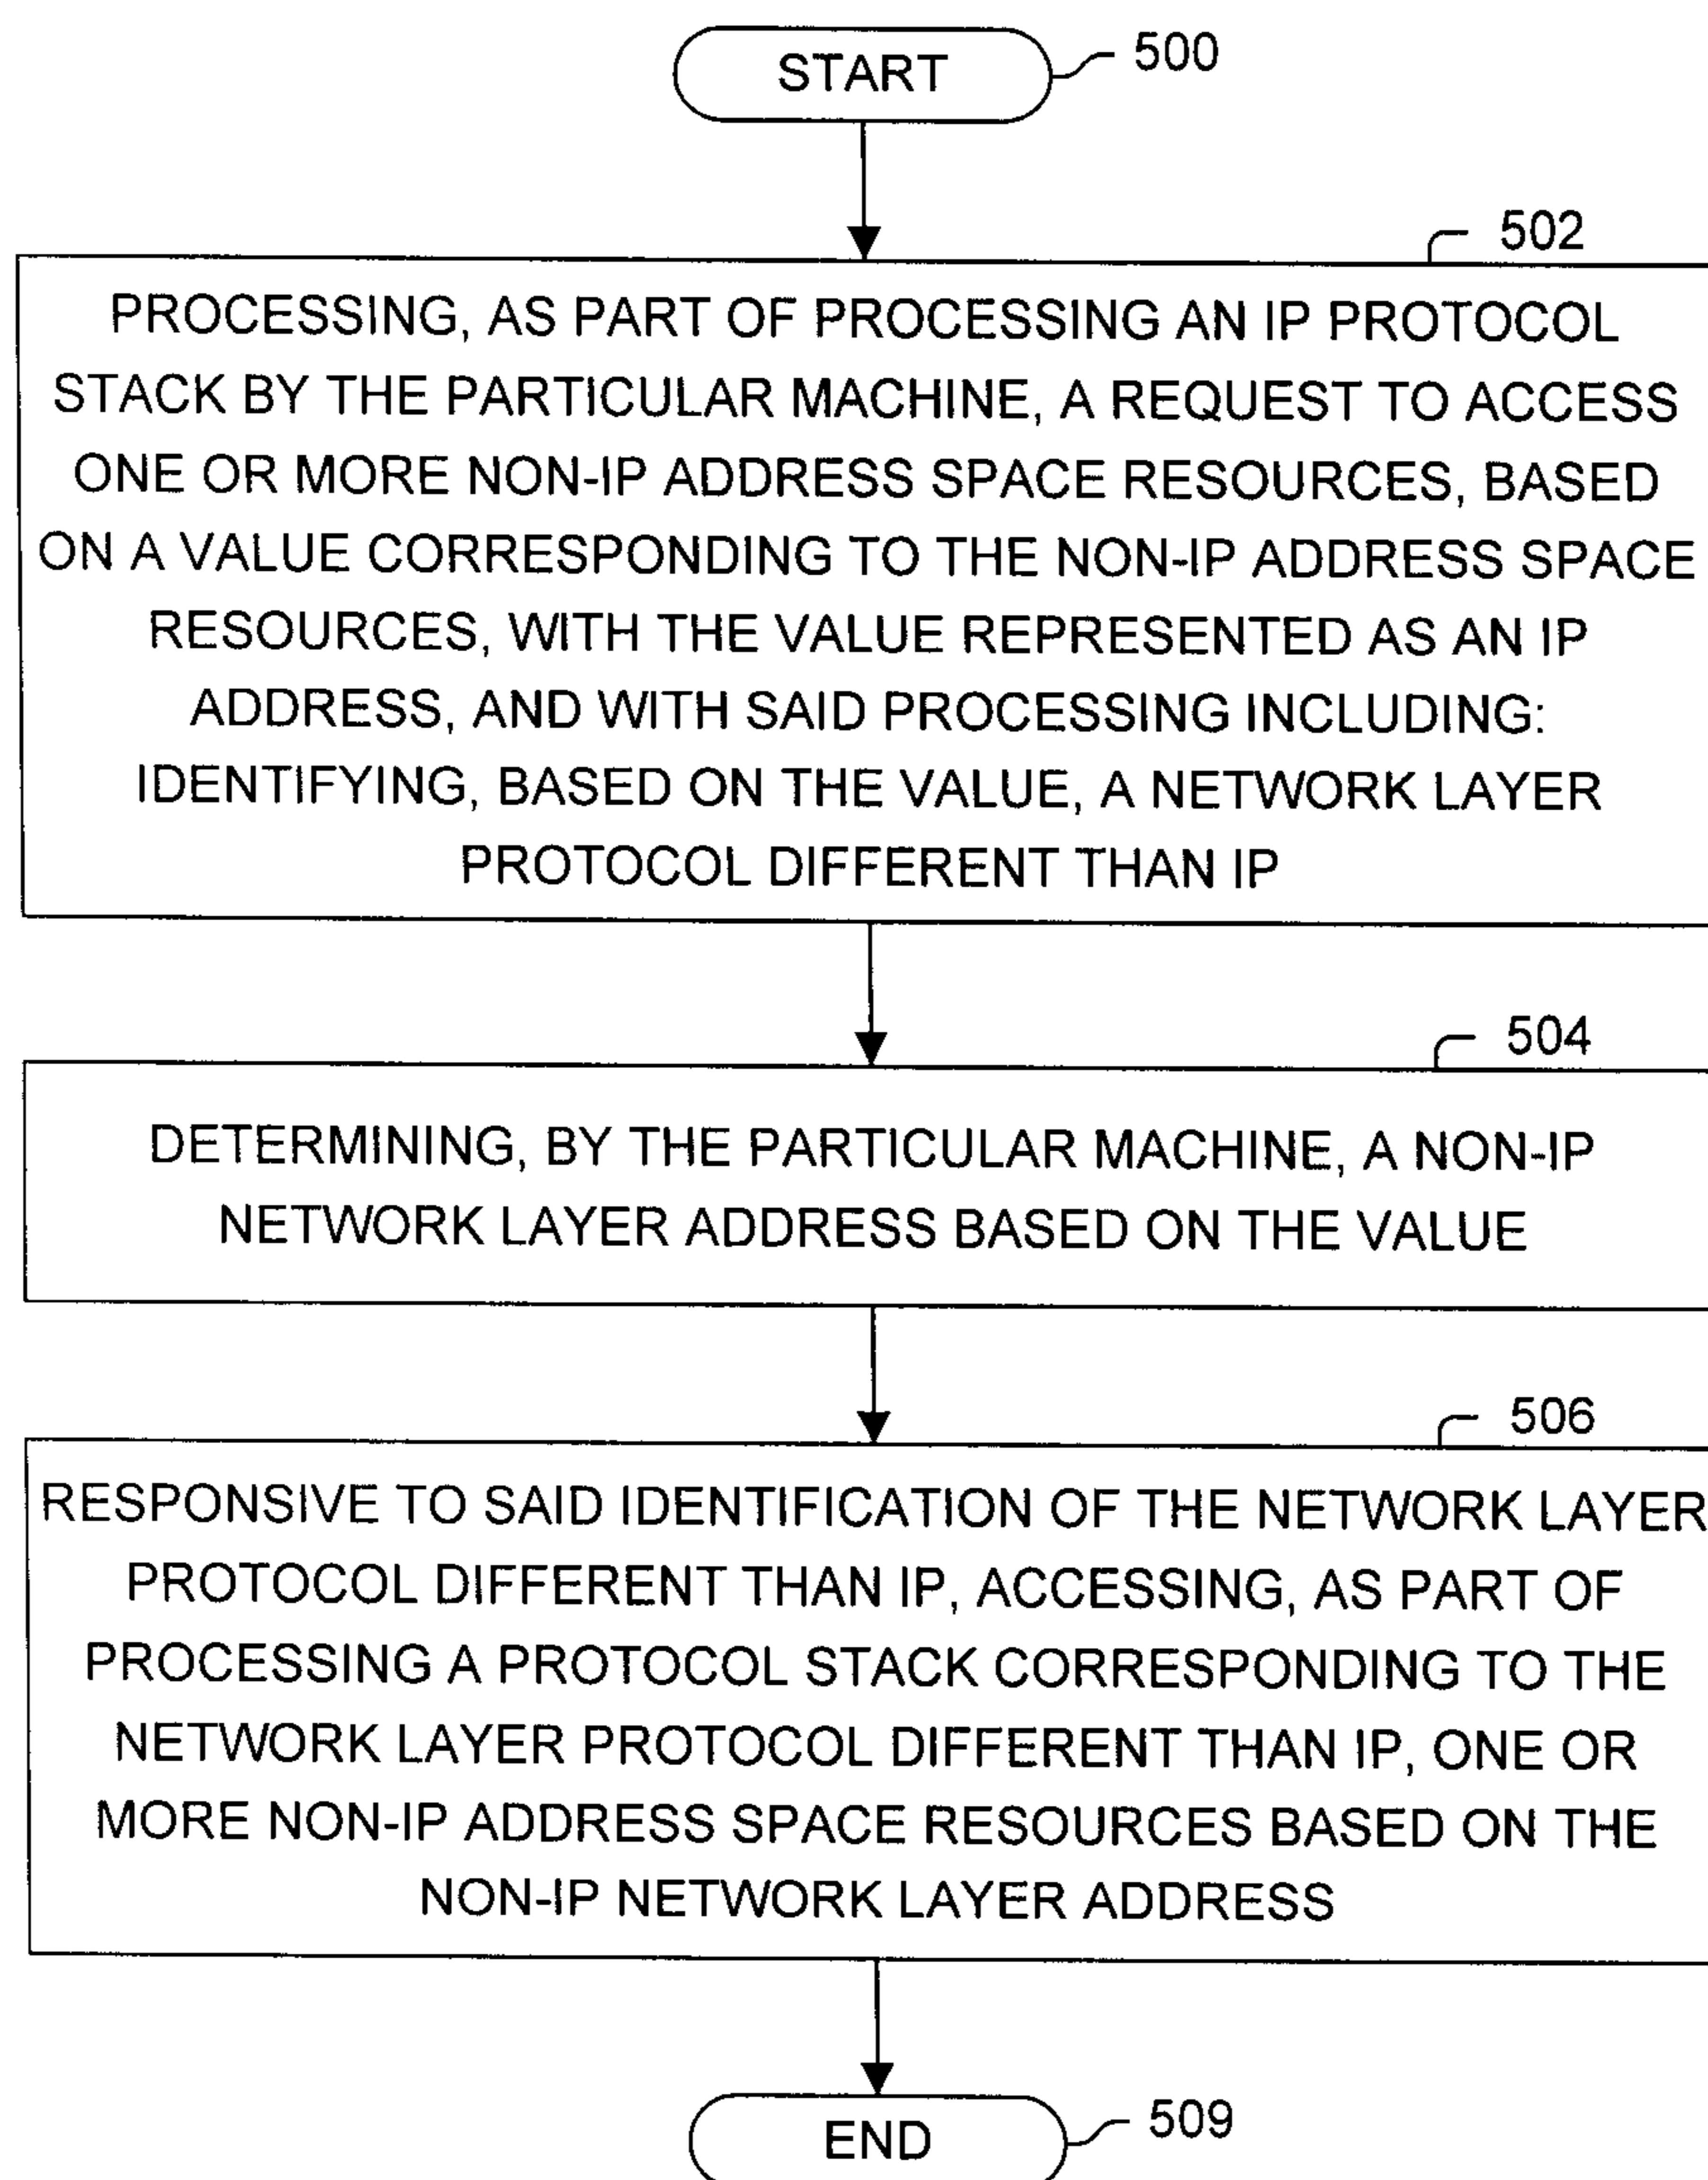 START
500
502
PROCESSING, AS PART OF PROCESSING AN IP PROTOCOL
STACK BY THE PARTICULAR MACHINE, A REQUEST TO ACCESS
ONE OR MORE NON-IP ADDRESS SPACE RESOURCES, BASED
ON A VALUE CORRESPONDING TO THE NON-IP ADDRESS SPACE
RESOURCES, WITH THE VALUE REPRESENTED AS AN IP
ADDRESS, AND WITH SAID PROCESSING INCLUDING:
IDENTIFYING, BASED ON THE VALUE, A NETWORK LAYER
PROTOCOL DIFFERENT THAN IP
504
DETERMINING, BY THE PARTICULAR MACHINE, A NON-IP
NETWORK LAYER ADDRESS BASED ON THE VALUE
506
RESPONSIVE TO SAID IDENTIFICATION OF THE NETWORK LAYER
PROTOCOL DIFFERENT THAN IP, ACCESSING, AS PART OF
PROCESSING A PROTOCOL STACK CORRESPONDING TO THE
NETWORK LAYER PROTOCOL DIFFERENT THAN IP, ONE OR
MORE NON-IP ADDRESS SPACE RESOURCES BASED ON THE
NON-IP NETWORK LAYER ADDRESS
END
509